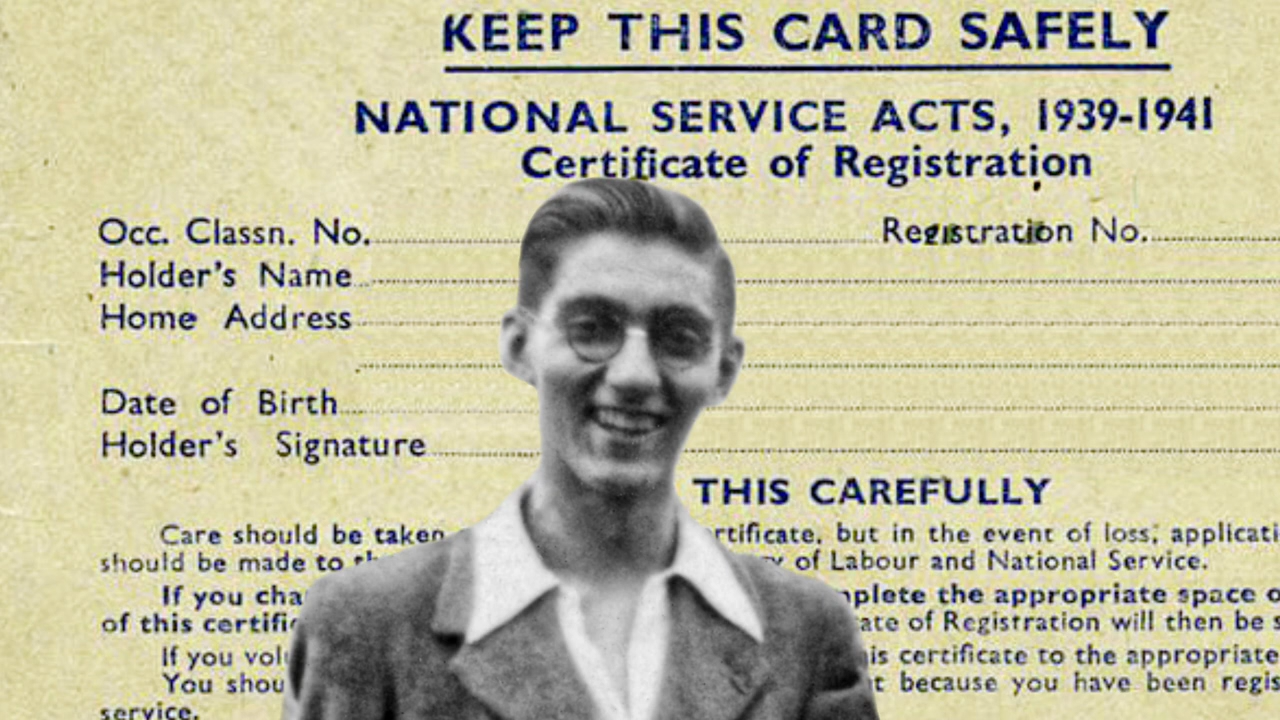 KEEP THIS CARD SAFELY
NATIONAL SERVICE ACTS, 1939-1941
Certificate of Registration
Occ. Classn. No. Registration No.
Holder's Name
Home Address
Date of Birth
Holder's Signature
THIS CAREFULLY
Care should be taken rtificate, but in the event of loss, applicati
should be made to th y of Labour and National Service.
If you cha mplete the appropriate space o
of this certific ate of Registration will then be s
If you volu is certificate to the appropriate
You shou t because you have been regis
service.